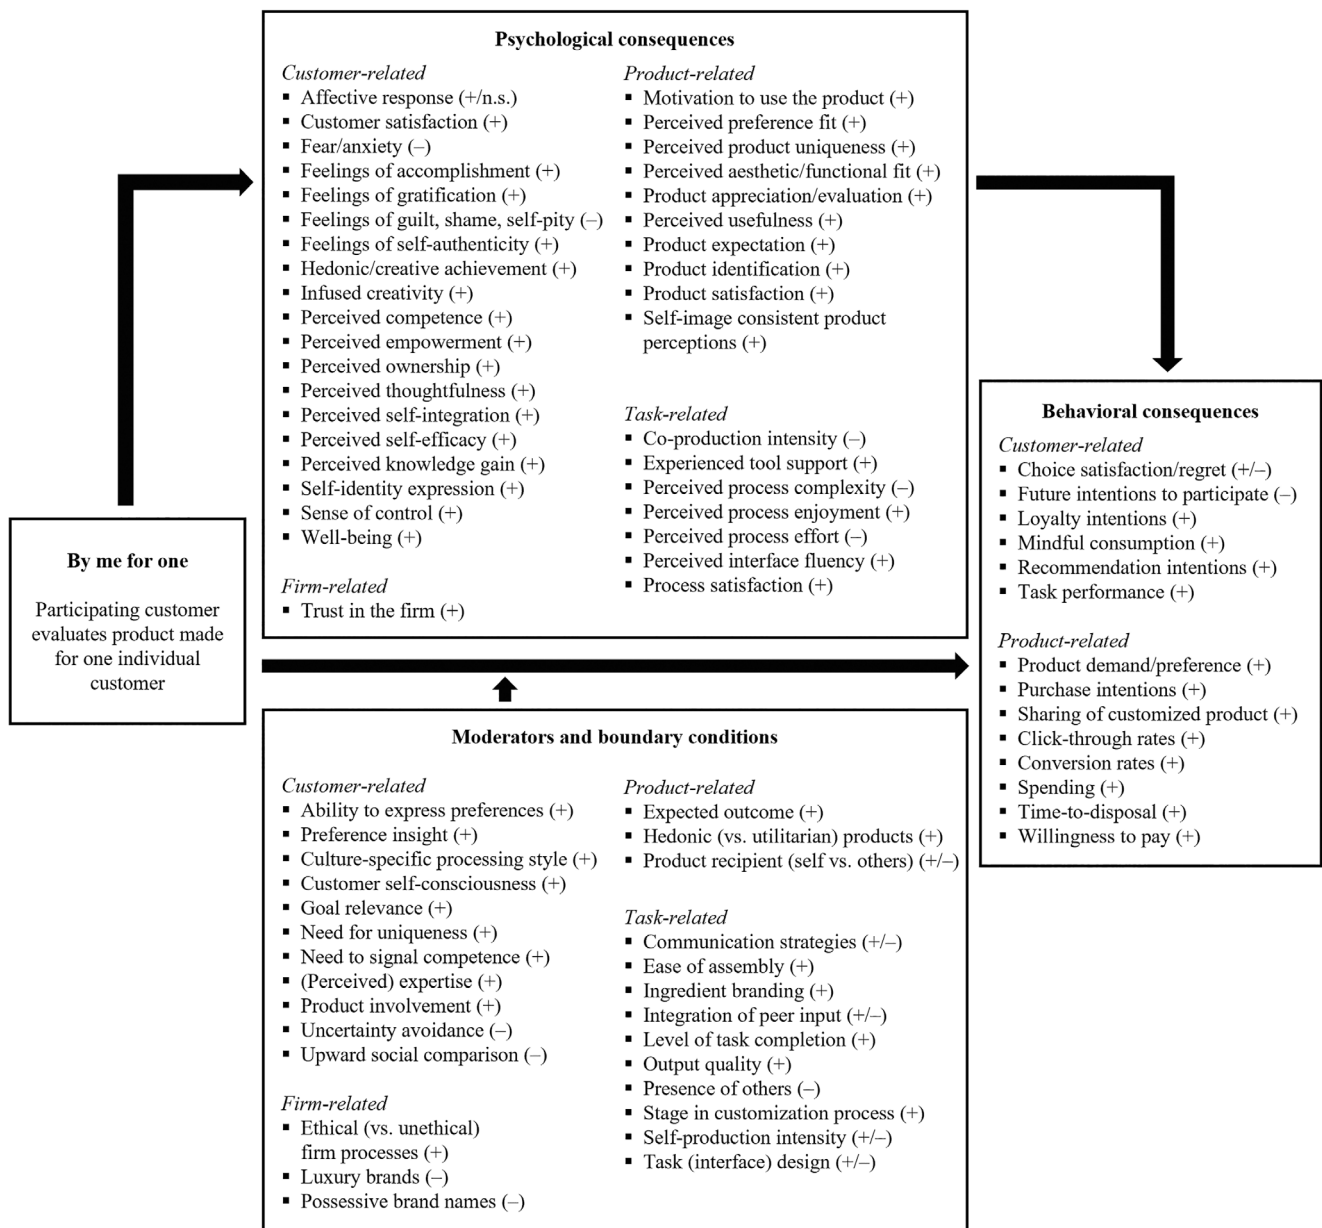 Psychological consequences
Customer-related
▪ Affective response (+/n.s.)
▪ Customer satisfaction (+)
▪ Fear/anxiety (–)
▪ Feelings of accomplishment (+)
▪ Feelings of gratification (+)
▪ Feelings of guilt, shame, self-pity (–)
▪ Feelings of self-authenticity (+)
▪ Hedonic/creative achievement (+)
▪ Infused creativity (+)
▪ Perceived competence (+)
▪ Perceived empowerment (+)
▪ Perceived ownership (+)
▪ Perceived thoughtfulness (+)
▪ Perceived self-integration (+)
▪ Perceived self-efficacy (+)
▪ Perceived knowledge gain (+)
▪ Self-identity expression (+)
▪ Sense of control (+)
▪ Well-being (+)
Firm-related
▪ Trust in the firm (+)
Product-related
▪ Motivation to use the product (+)
▪ Perceived preference fit (+)
▪ Perceived product uniqueness (+)
▪ Perceived aesthetic/functional fit (+)
▪ Product appreciation/evaluation (+)
▪ Perceived usefulness (+)
▪ Product expectation (+)
▪ Product identification (+)
▪ Product satisfaction (+)
▪ Self-image consistent product
perceptions (+)
Task-related
▪ Co-production intensity (–)
▪ Experienced tool support (+)
▪ Perceived process complexity (–)
▪ Perceived process enjoyment (+)
▪ Perceived process effort (–)
▪ Perceived interface fluency (+)
▪ Process satisfaction (+)
By me for one
Participating customer
evaluates product made
for one individual
customer
Moderators and boundary conditions
Customer-related
▪ Ability to express preferences (+)
▪ Preference insight (+)
▪ Culture-specific processing style (+)
▪ Customer self-consciousness (+)
▪ Goal relevance (+)
▪ Need for uniqueness (+)
▪ Need to signal competence (+)
▪ (Perceived) expertise (+)
▪ Product involvement (+)
▪ Uncertainty avoidance (–)
▪ Upward social comparison (–)
Firm-related
▪ Ethical (vs. unethical)
firm processes (+)
▪ Luxury brands (–)
▪ Possessive brand names (–)
Product-related
▪ Expected outcome (+)
▪ Hedonic (vs. utilitarian) products (+)
▪ Product recipient (self vs. others) (+/–)
Task-related
▪ Communication strategies (+/–)
▪ Ease of assembly (+)
▪ Ingredient branding (+)
▪ Integration of peer input (+/–)
▪ Level of task completion (+)
▪ Output quality (+)
▪ Presence of others (–)
▪ Stage in customization process (+)
▪ Self-production intensity (+/–)
▪ Task (interface) design (+/–)
Behavioral consequences
Customer-related
▪ Choice satisfaction/regret (+/–)
▪ Future intentions to participate (–)
▪ Loyalty intentions (+)
▪ Mindful consumption (+)
▪ Recommendation intentions (+)
▪ Task performance (+)
Product-related
▪ Product demand/preference (+)
▪ Purchase intentions (+)
▪ Sharing of customized product (+)
▪ Click-through rates (+)
▪ Conversion rates (+)
▪ Spending (+)
▪ Time-to-disposal (+)
▪ Willingness to pay (+)